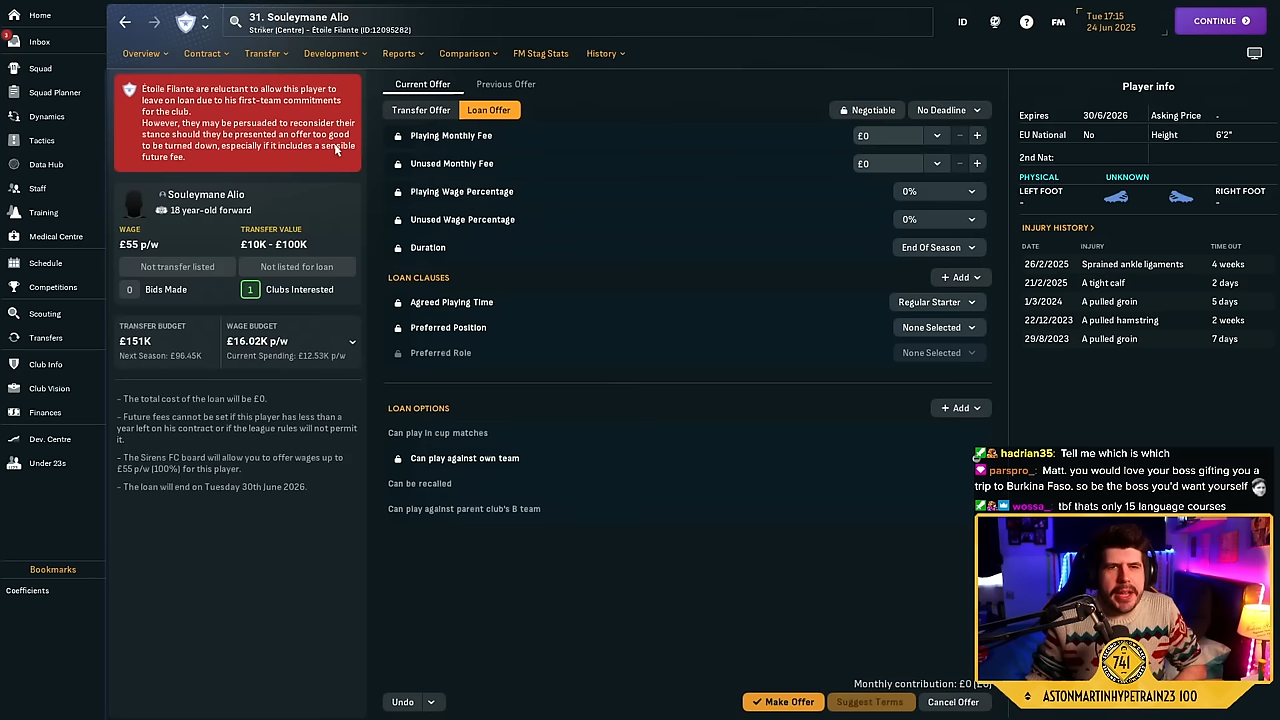 3
Home
Inbox
Squad
Squad Planner
Dynamics
Tactics
Data Hub
Staff
Training
Medical Centre
Schedule
Competitions
Scouting
Transfers
Club Info
Club Vision
Finances
Dev. Centre
Under 23s
Bookmarks
Coefficients
31. Souleymane Alio
Striker (Centre) - Étoile Filante (ID:12095282)
ID
FM
Tue 17:15
24 Jun 2025
CONTINUE
Overview
Contract
Transfer
Development
Reports
Comparison
FM Stag Stats
History
Étoile Filante are reluctant to allow this player to
leave on loan due to his first-team commitments
for the club.
However, they may be persuaded to reconsider their
stance should they be presented an offer too good
to be turned down, especially if it includes a sensible
future fee.
Souleymane Alio
18 year-old forward
WAGE
TRANSFER VALUE
£55 p/w
£10K - £100K
Not transfer listed
Not listed for loan
0 Bids Made
1 Clubs Interested
TRANSFER BUDGET
WAGE BUDGET
£151K
£16.02K p/w
Next Season: £96.45K
Current Spending: £12.53K p/w
- The total cost of the loan will be £0.
- Future fees cannot be set if this player has less than a
year left on his contract or if the league rules will not permit
it.
- The Sirens FC board will allow you to offer wages up to
£55 p/w (100%) for this player.
- The loan will end on Tuesday 30th June 2026.
Current Offer
Previous Offer
Transfer Offer
Loan Offer
Negotiable
No Deadline
Playing Monthly Fee
£0
Unused Monthly Fee
£0
Playing Wage Percentage
0%
Unused Wage Percentage
0%
Duration
End Of Season
LOAN CLAUSES
+ Add
Agreed Playing Time
Regular Starter
Preferred Position
None Selected
Preferred Role
None Selected
LOAN OPTIONS
+ Add
Can play in cup matches
Can play against own team
Can be recalled
Can play against parent club's B team
Monthly contribution: £0 (£0)
Undo
Make Offer
Suggest Terms
Cancel Offer
Player info
Expires 30/6/2026
Asking Price -
EU National No
Height 6'2"
2nd Nat:
PHYSICAL
UNKNOWN
LEFT FOOT
-
RIGHT FOOT
-
INJURY HISTORY >
DATE INJURY TIME OUT
26/2/2025 Sprained ankle ligaments 4 weeks
21/2/2025 A tight calf 2 days
1/3/2024 A pulled groin 5 days
22/12/2023 A pulled hamstring 2 weeks
29/8/2023 A pulled groin 7 days
hadrian35: Tell me which is which
parspro_: Matt. you would love your boss gifting you a
trip to Burkina Faso. so be the boss you'd want yourself
wossa_: tbf thats only 15 language courses
741
ASTONMARTINHYPETRAIN23 100